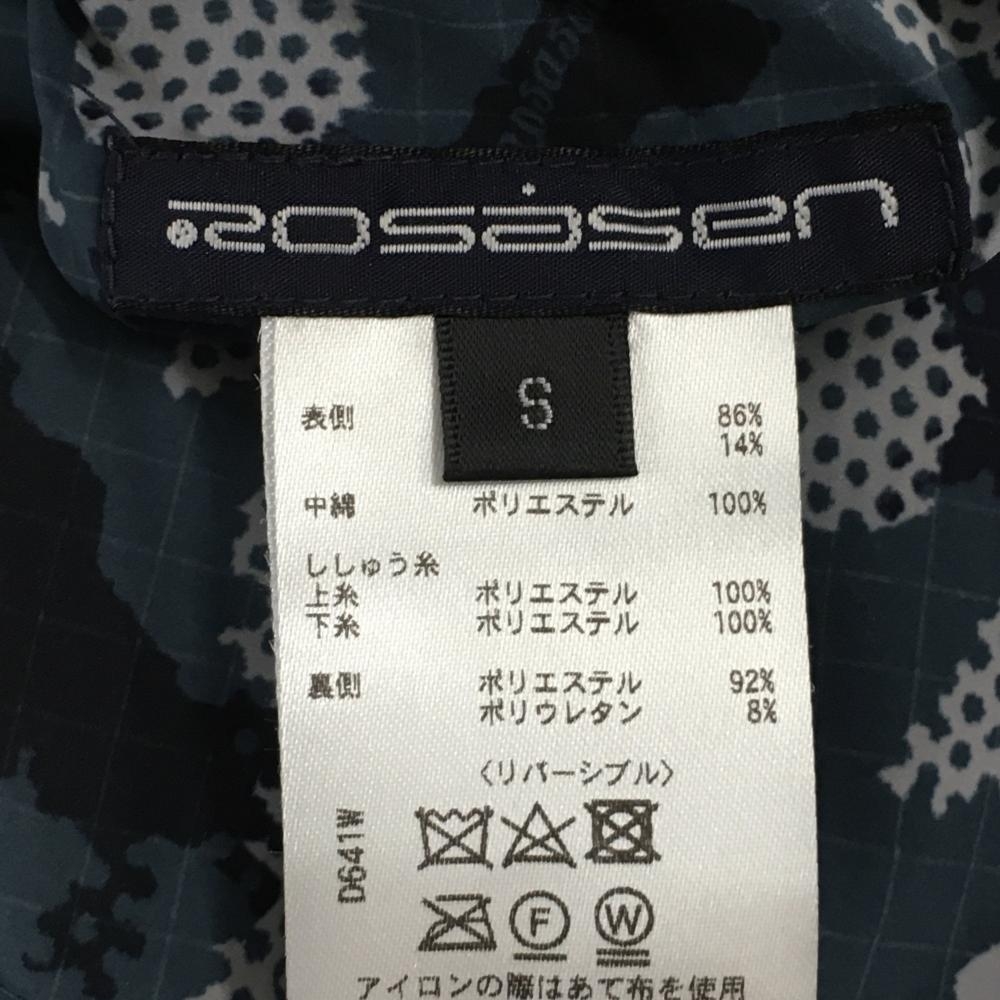 rosasen
S
表側 86%
14%
中綿 ポリエステル 100%
ししゅう糸
上糸 ポリエステル 100%
下糸 ポリエステル 100%
裏側 ポリエステル 92%
ポリウレタン 8%
〈リバーシブル〉
D641W
F W
アイロンの際はあて布を使用